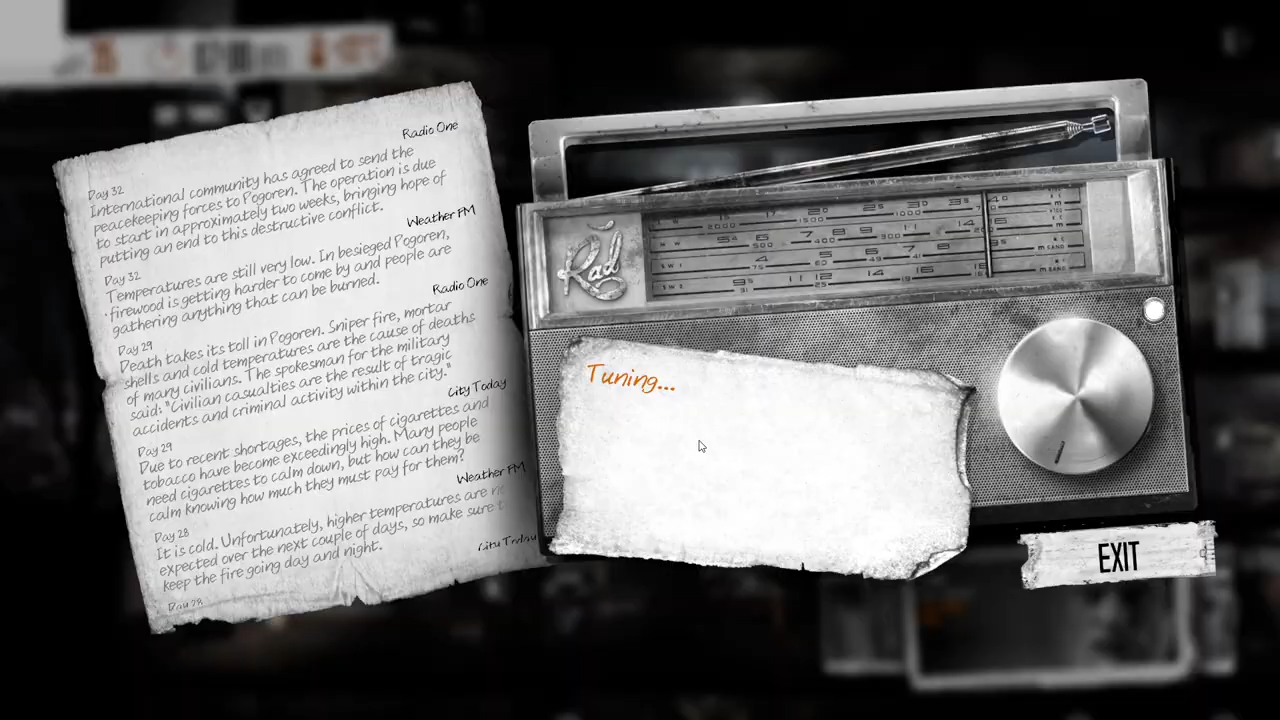 Radio One
Day 32
International community has agreed to send the
peacekeeping forces to Pogoren. The operation is due
to start in approximately two weeks, bringing hope of
putting an end to this destructive conflict.
Weather FM
Day 32
Temperatures are still very low. In besieged Pogoren,
firewood is getting harder to come by and people are
gathering anything that can be burned.
Radio One
Day 29
Death takes its toll in Pogoren. Sniper fire, mortar
shells and cold temperatures are the cause of deaths
of many civilians. The spokesman for the military
said: "Civilian casualties are the result of tragic
accidents and criminal activity within the city."
City Today
Day 29
Due to recent shortages, the prices of cigarettes and
tobacco have become exceedingly high. Many people
need cigarettes to calm down, but how can they be
calm knowing how much they must pay for them?
Weather FM
Day 28
It is cold. Unfortunately, higher temperatures are
expected over the next couple of days, so make sure
keep the fire going day and night.
City Today
Day 28
Rad
Tuning...
EXIT